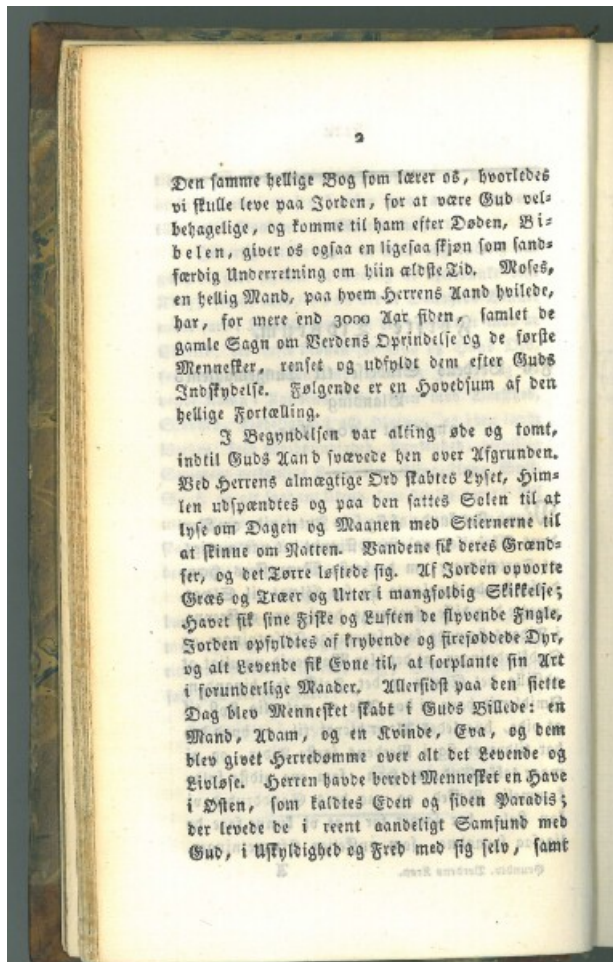 2
Den samme hellige Bog som lærer os, hvorledes
vi skulle leve paa Jorden, for at være Gud vel=
behagelige, og komme til ham efter Døden, Bi=
belen, giver os ogsaa en ligesaa skjøn som sand=
færdig Underretning om hiin ældste Tid. Moses,
en hellig Mand, paa hvem Herrens Aand hvilede,
har, for mere end 3000 Aar siden, samlet de
gamle Sagn om Verdens Oprindelse og de første
Mennesker, renset og udfyldt dem efter Guds
Indskydelse. Følgende er en Hovedsum af den
hellige Fortælling.
I Begyndelsen var alting øde og tomt,
indtil Guds Aand svævede hen over Afgrunden.
Ved Herrens almægtige Ord skabtes Lyset, Him=
len udspændtes og paa den sattes Solen til at
lyse om Dagen og Maanen med Stiernerne til
at skinne om Natten. Vandene fik deres Grænd=
ser, og det Tørre løftede sig. Af Jorden opvorte
Græs og Træer og Urter i mangfoldig Skikkelse;
Havet fik sine Fiske og Luften de flyvende Fngle,
Jorden opfyldtes af krybende og fireføddede Dyr,
og alt Levende fik Evne til, at forplante sin Art
i forunderlige Maader. Allersidst paa den siette
Dag blev Mennesket skabt i Guds Billede: en
Mand, Adam, og en Kvinde, Eva, og dem
blev givet Herredømme over alt det Levende og
Livløse. Herren havde beredt Mennesket en Have
i Østen, som kaldtes Eden og siden Paradis;
der levede de i reent aandeligt Samfund med
Gud, i Uskyldighed og Fred med sig selv, samt